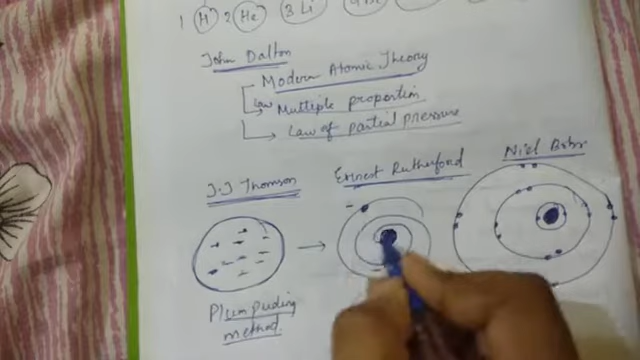 1 H 2 He 3 Li
John Dalton
Modern Atomic Theory
Law Multiple proportion
Law of partial pressure
J.J Thomson
Ernest Rutherford
Niel Bohr
Plum puding
method.